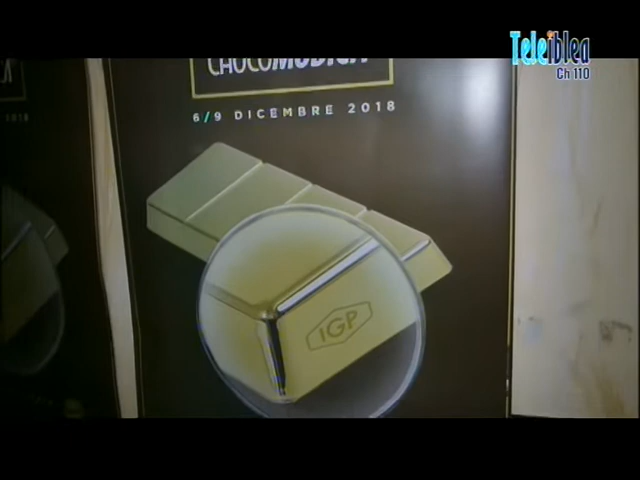 Teleiblea
Ch 110
CHOCOMODICA
6/9 DICEMBRE 2018
IGP